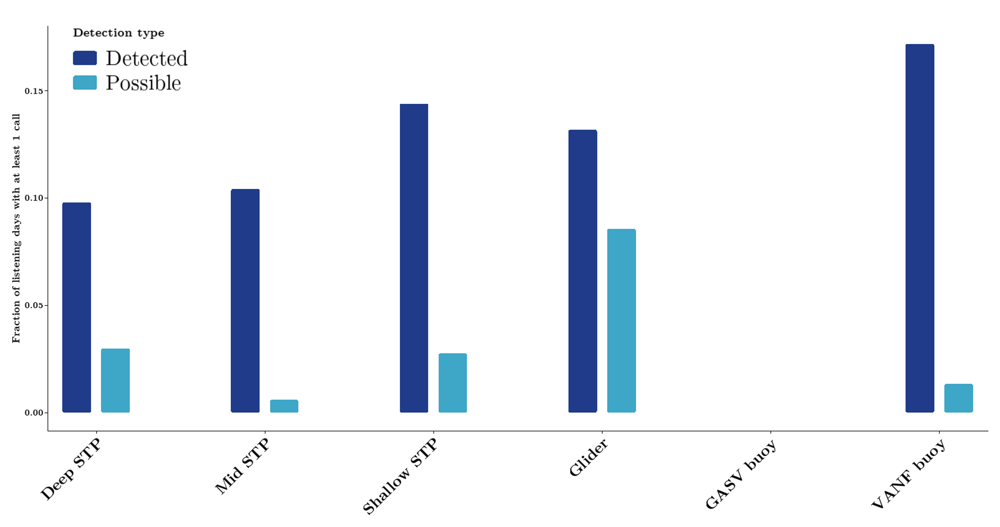 Detection type
Detected
Possible
Fraction of listening days with at least 1 call
0.15
0.10
0.05
0.00
Deep STP
Mid STP
Shallow STP
Glider
GASV buoy
VANF buoy